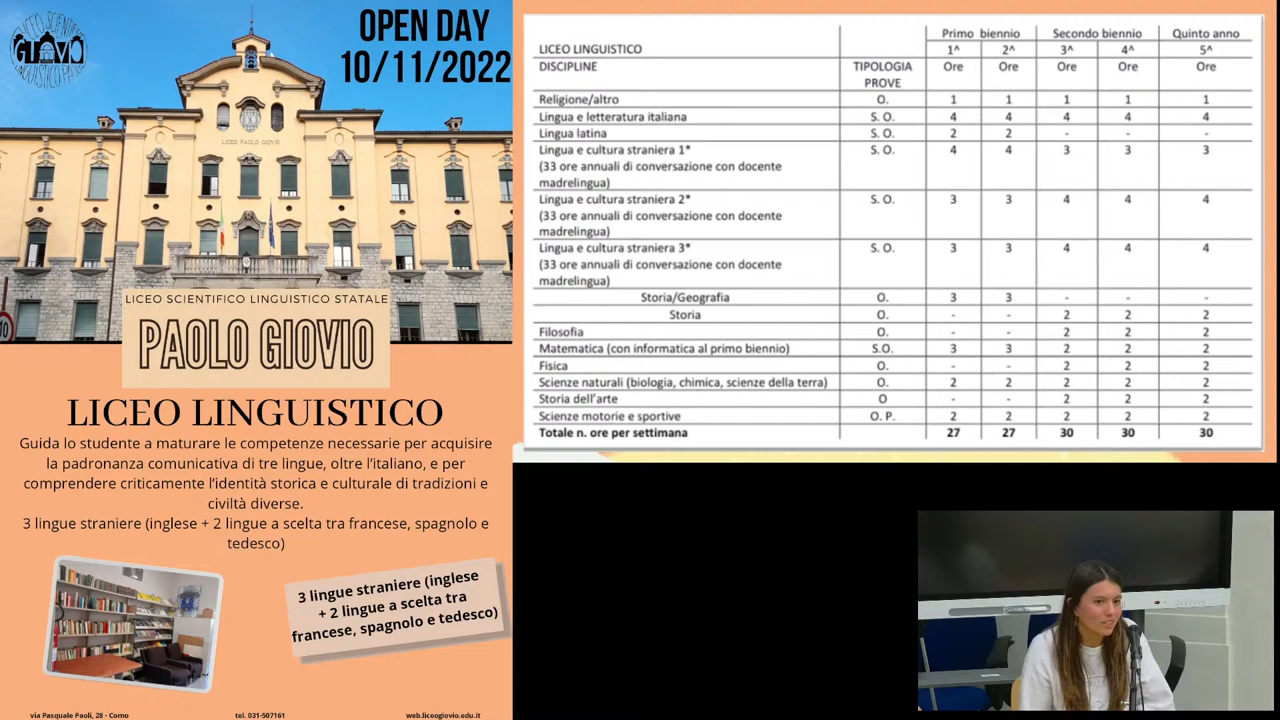 LICEO SCIENTIFICO
GIOVIO
LINGUISTICO PAOLO
OPEN DAY
10/11/2022
LICEO PAOLO GIOVIO
10
LICEO SCIENTIFICO LINGUISTICO STATALE
PAOLO GIOVIO
LICEO LINGUISTICO
Guida lo studente a maturare le competenze necessarie per acquisire
la padronanza comunicativa di tre lingue, oltre l'italiano, e per
comprendere criticamente l'identità storica e culturale di tradizioni e
civiltà diverse.
3 lingue straniere (inglese + 2 lingue a scelta tra francese, spagnolo e
tedesco)
3 lingue straniere (inglese
+ 2 lingue a scelta tra
francese, spagnolo e tedesco)
via Pasquale Paoli, 28 - Como tel. 031-507161 web.liceogiovio.edu.it
Primo biennio Secondo biennio Quinto anno
LICEO LINGUISTICO 1^ 2^ 3^ 4^ 5^
DISCIPLINE TIPOLOGIA Ore Ore Ore Ore Ore
PROVE
Religione/altro O. 1 1 1 1 1
Lingua e letteratura italiana S. O. 4 4 4 4 4
Lingua latina S. O. 2 2 - - -
Lingua e cultura straniera 1* S. O. 4 4 3 3 3
(33 ore annuali di conversazione con docente
madrelingua)
Lingua e cultura straniera 2* S. O. 3 3 4 4 4
(33 ore annuali di conversazione con docente
madrelingua)
Lingua e cultura straniera 3* S. O. 3 3 4 4 4
(33 ore annuali di conversazione con docente
madrelingua)
Storia/Geografia O. 3 3 - - -
Storia O. - - 2 2 2
Filosofia O. - - 2 2 2
Matematica (con informatica al primo biennio) S.O. 3 3 2 2 2
Fisica O. - - 2 2 2
Scienze naturali (biologia, chimica, scienze della terra) O. 2 2 2 2 2
Storia dell'arte O - - 2 2 2
Scienze motorie e sportive O. P. 2 2 2 2 2
Totale n. ore per settimana 27 27 30 30 30